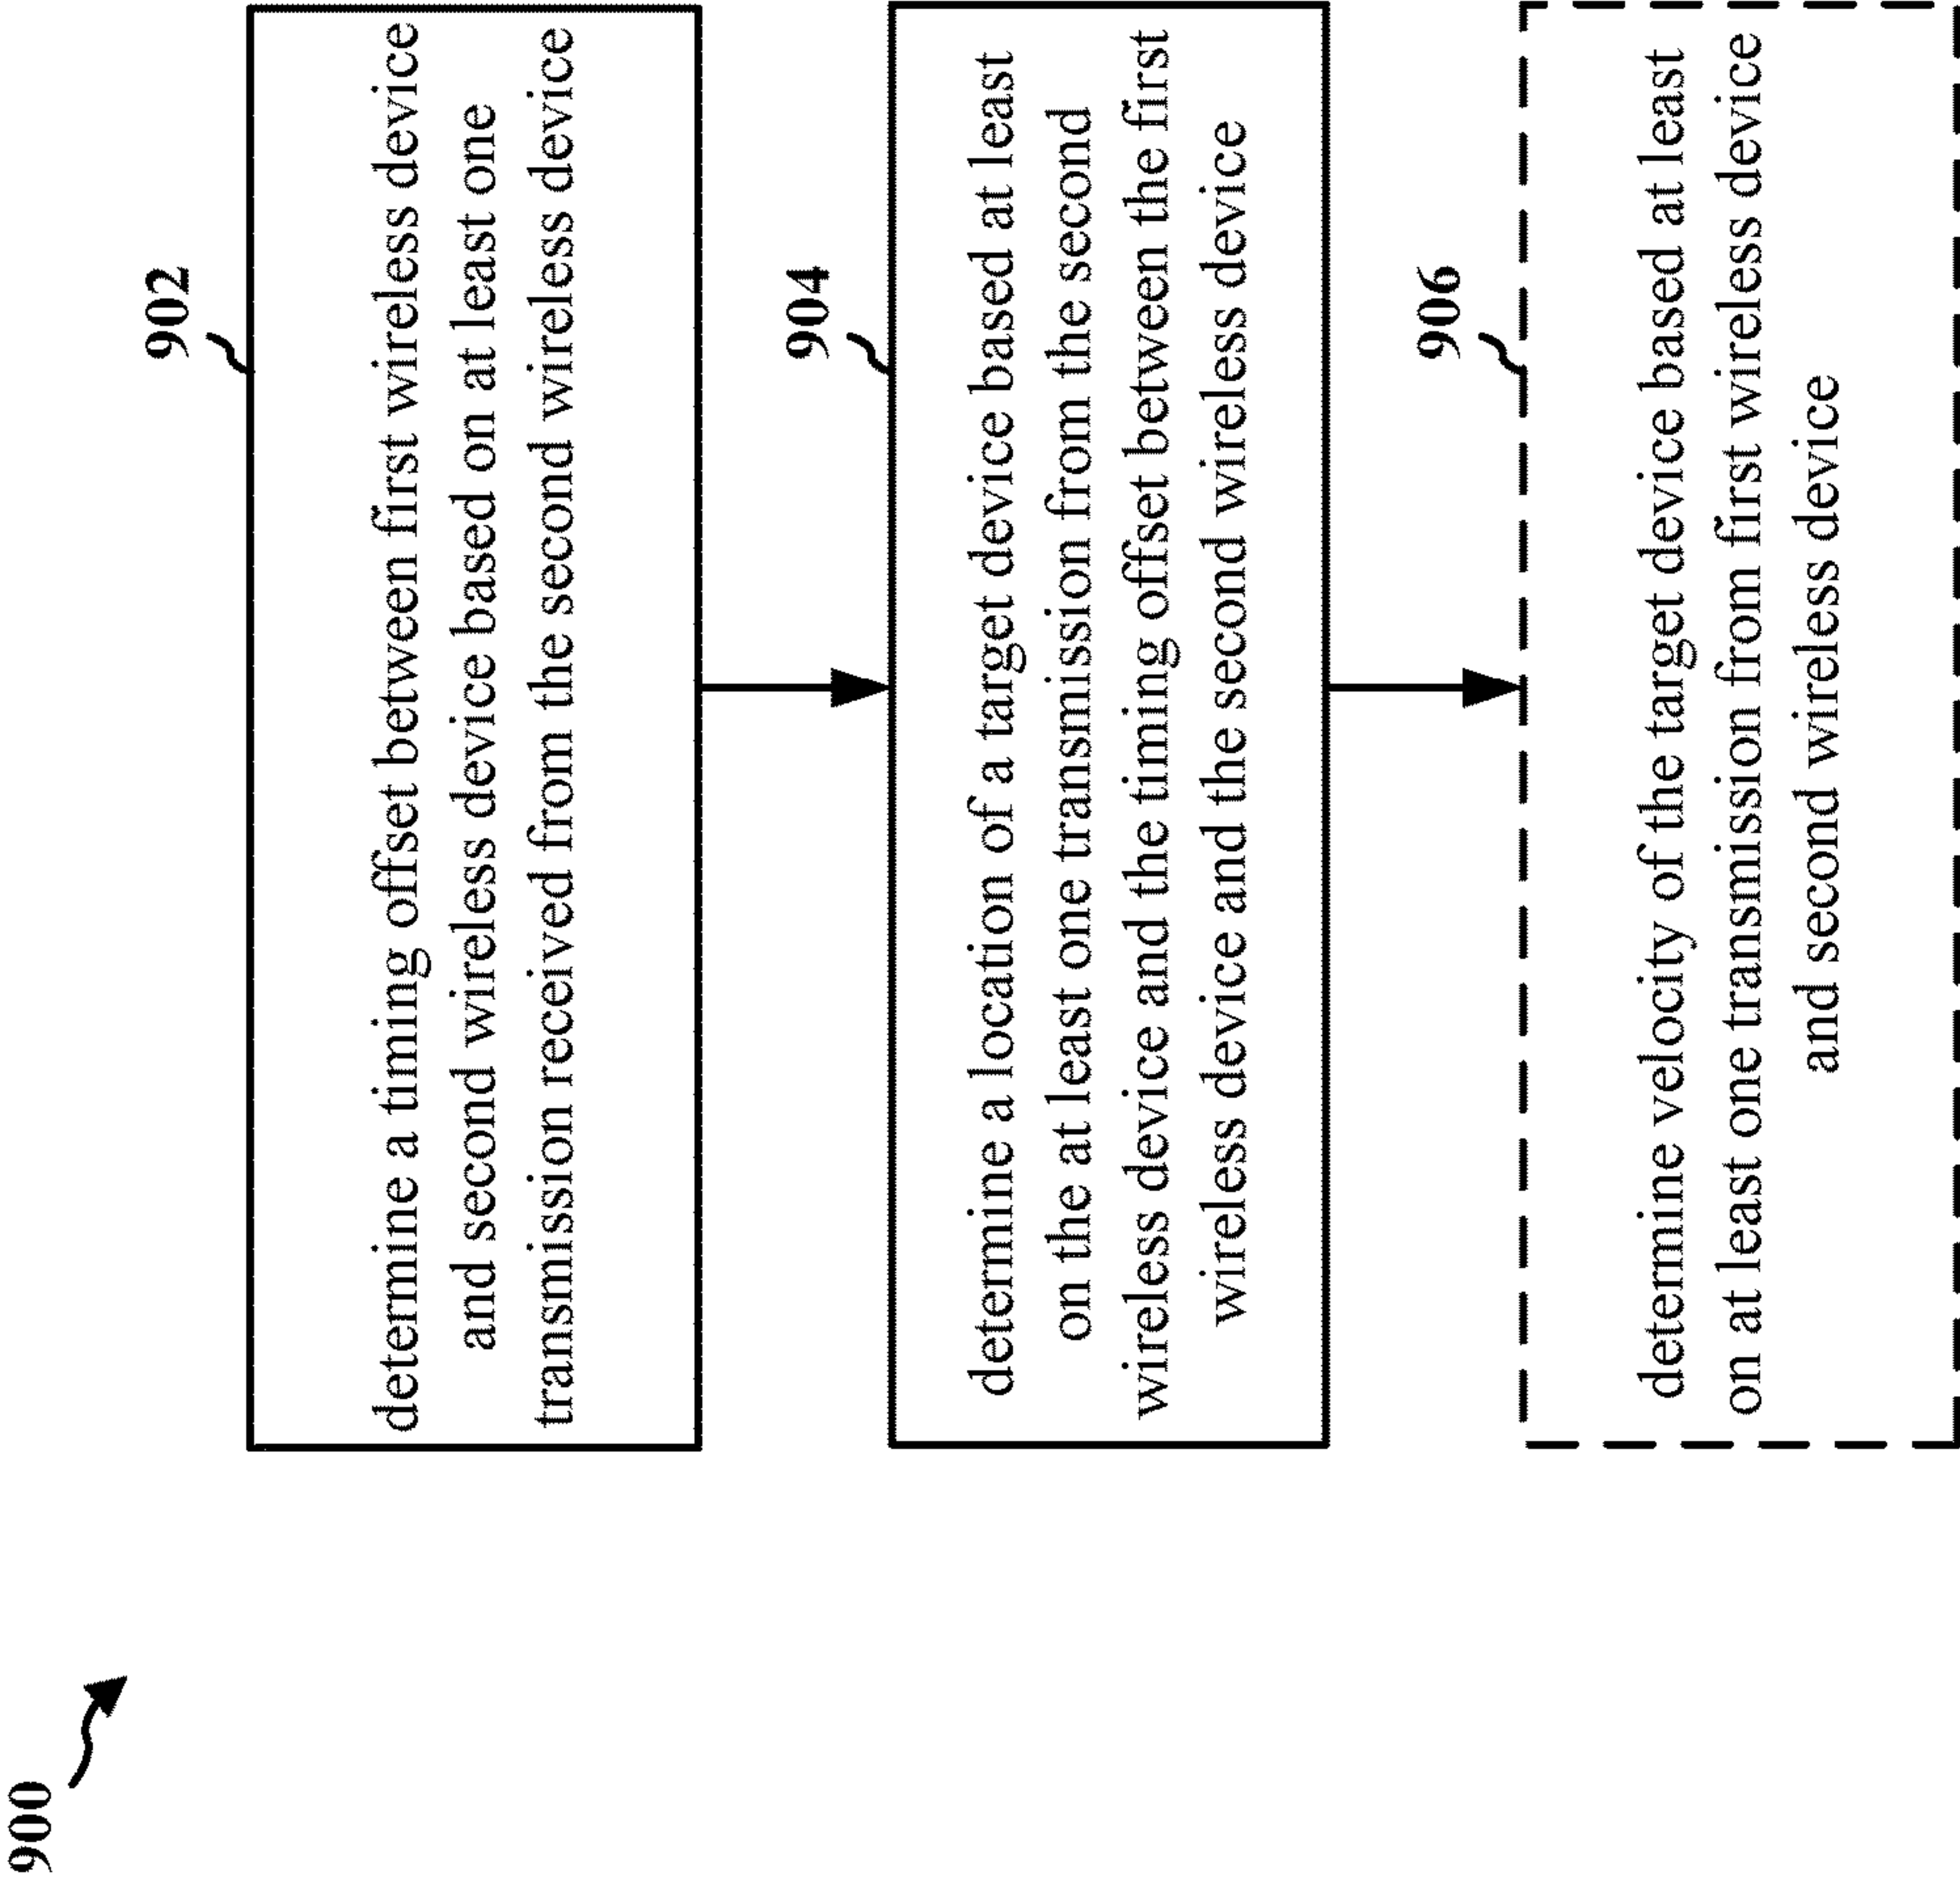 900
902
determine a timing offset between first wireless device
and second wireless device based on at least one
transmission received from the second wireless device
904
determine a location of a target device based at least
on the at least one transmission from the second
wireless device and the timing offset between the first
wireless device and the second wireless device
906
determine velocity of the target device based at least
on at least one transmission from first wireless device
and second wireless device